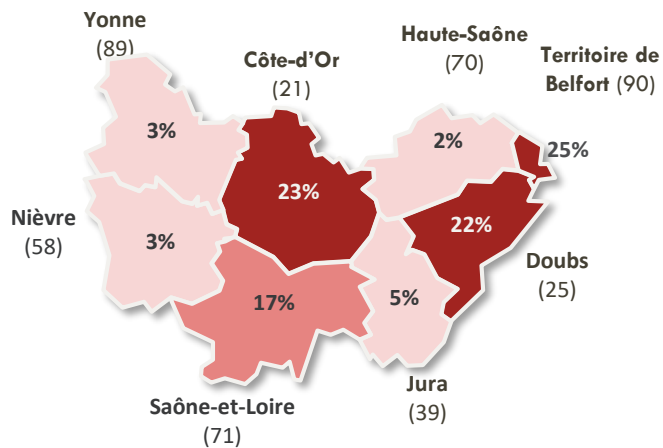 Yonne
(89)
Côte-d’Or
(21)
Haute-Saône
(70)
Territoire de
Belfort (90)
3%
23%
2%
25%
Nièvre
(58)
3%
22%
Doubs
(25)
17%
5%
Saône-et-Loire
(71)
Jura
(39)